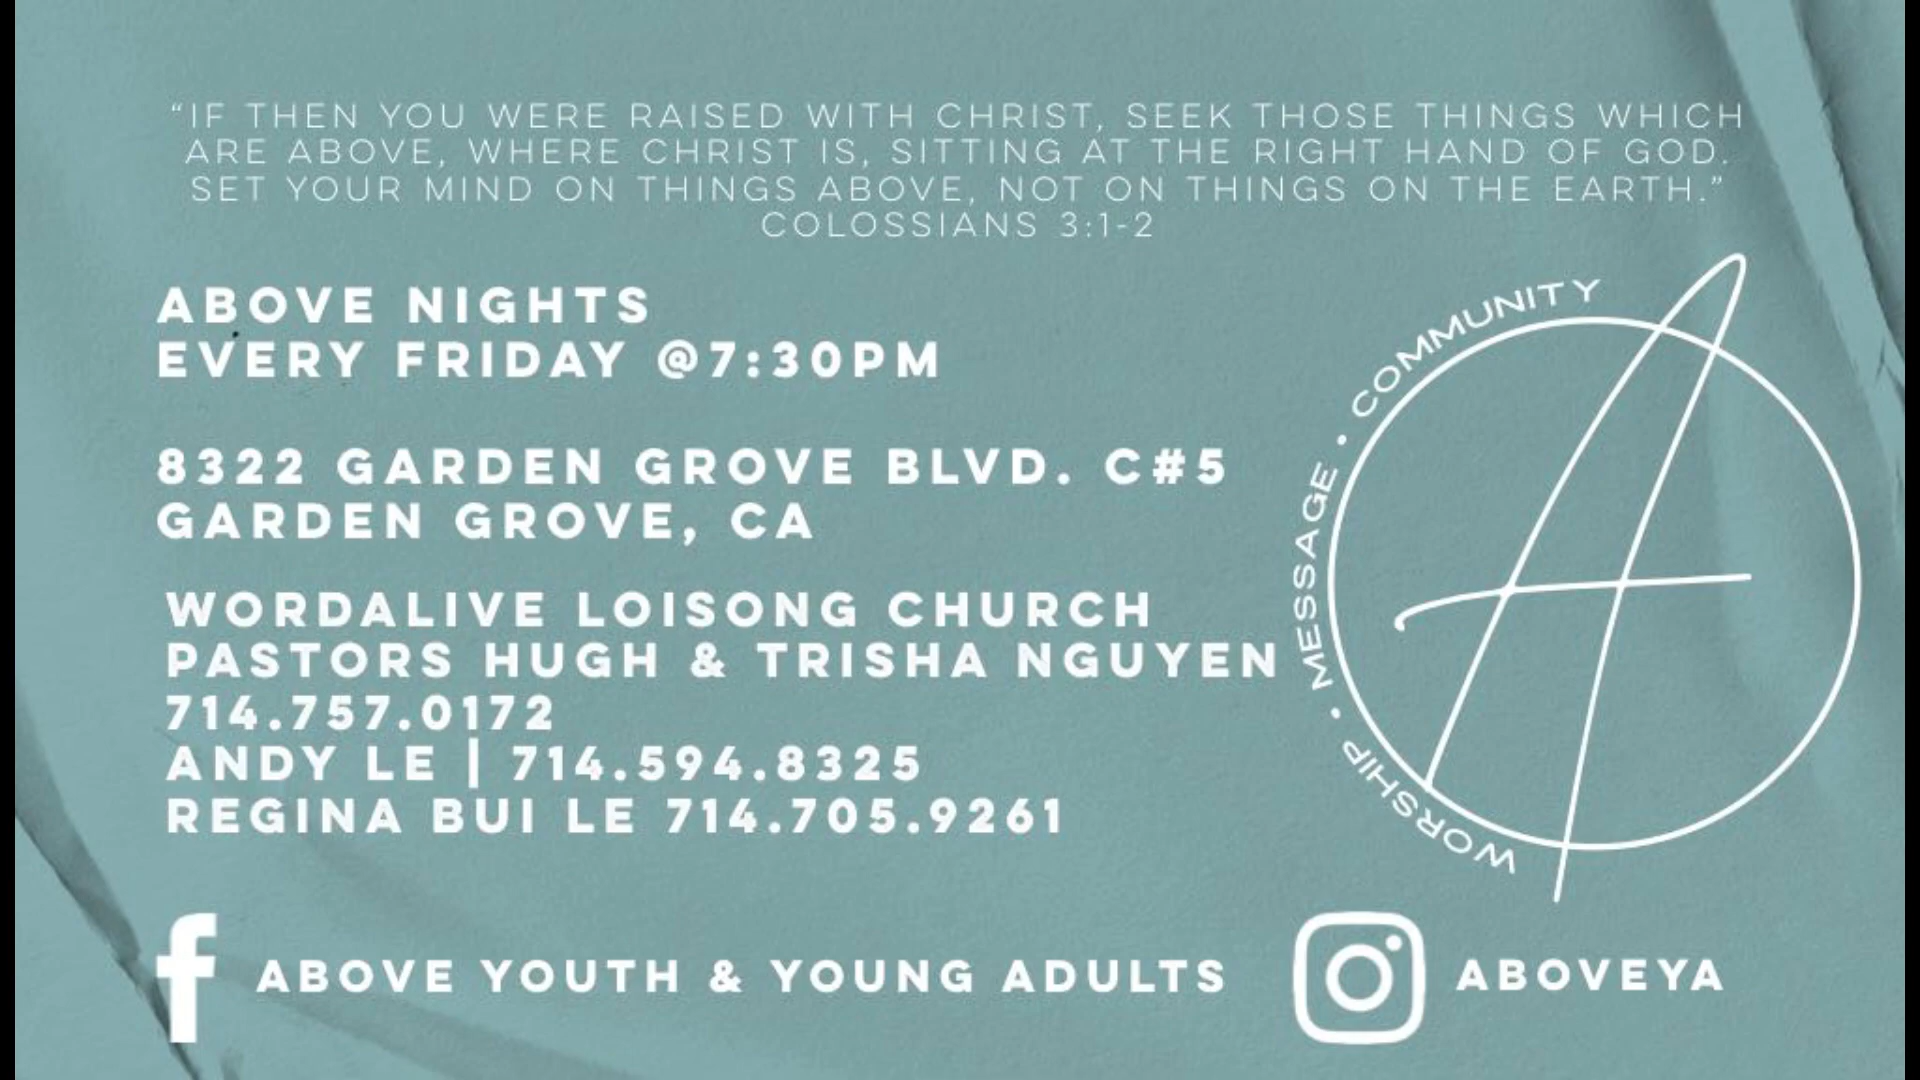 “IF THEN YOU WERE RAISED WITH CHRIST, SEEK THOSE THINGS WHICH
ARE ABOVE, WHERE CHRIST IS, SITTING AT THE RIGHT HAND OF GOD.
SET YOUR MIND ON THINGS ABOVE, NOT ON THINGS ON THE EARTH.”
COLOSSIANS 3:1-2
ABOVE NIGHTS
EVERY FRIDAY @7:30PM
8322 GARDEN GROVE BLVD. C#5
GARDEN GROVE, CA
WORDALIVE LOISONG CHURCH
PASTORS HUGH & TRISHA NGUYEN
714.757.0172
ANDY LE | 714.594.8325
REGINA BUI LE 714.705.9261
WORSHIP • MESSAGE • COMMUNITY
A
ABOVE YOUTH & YOUNG ADULTS
ABOVEYA